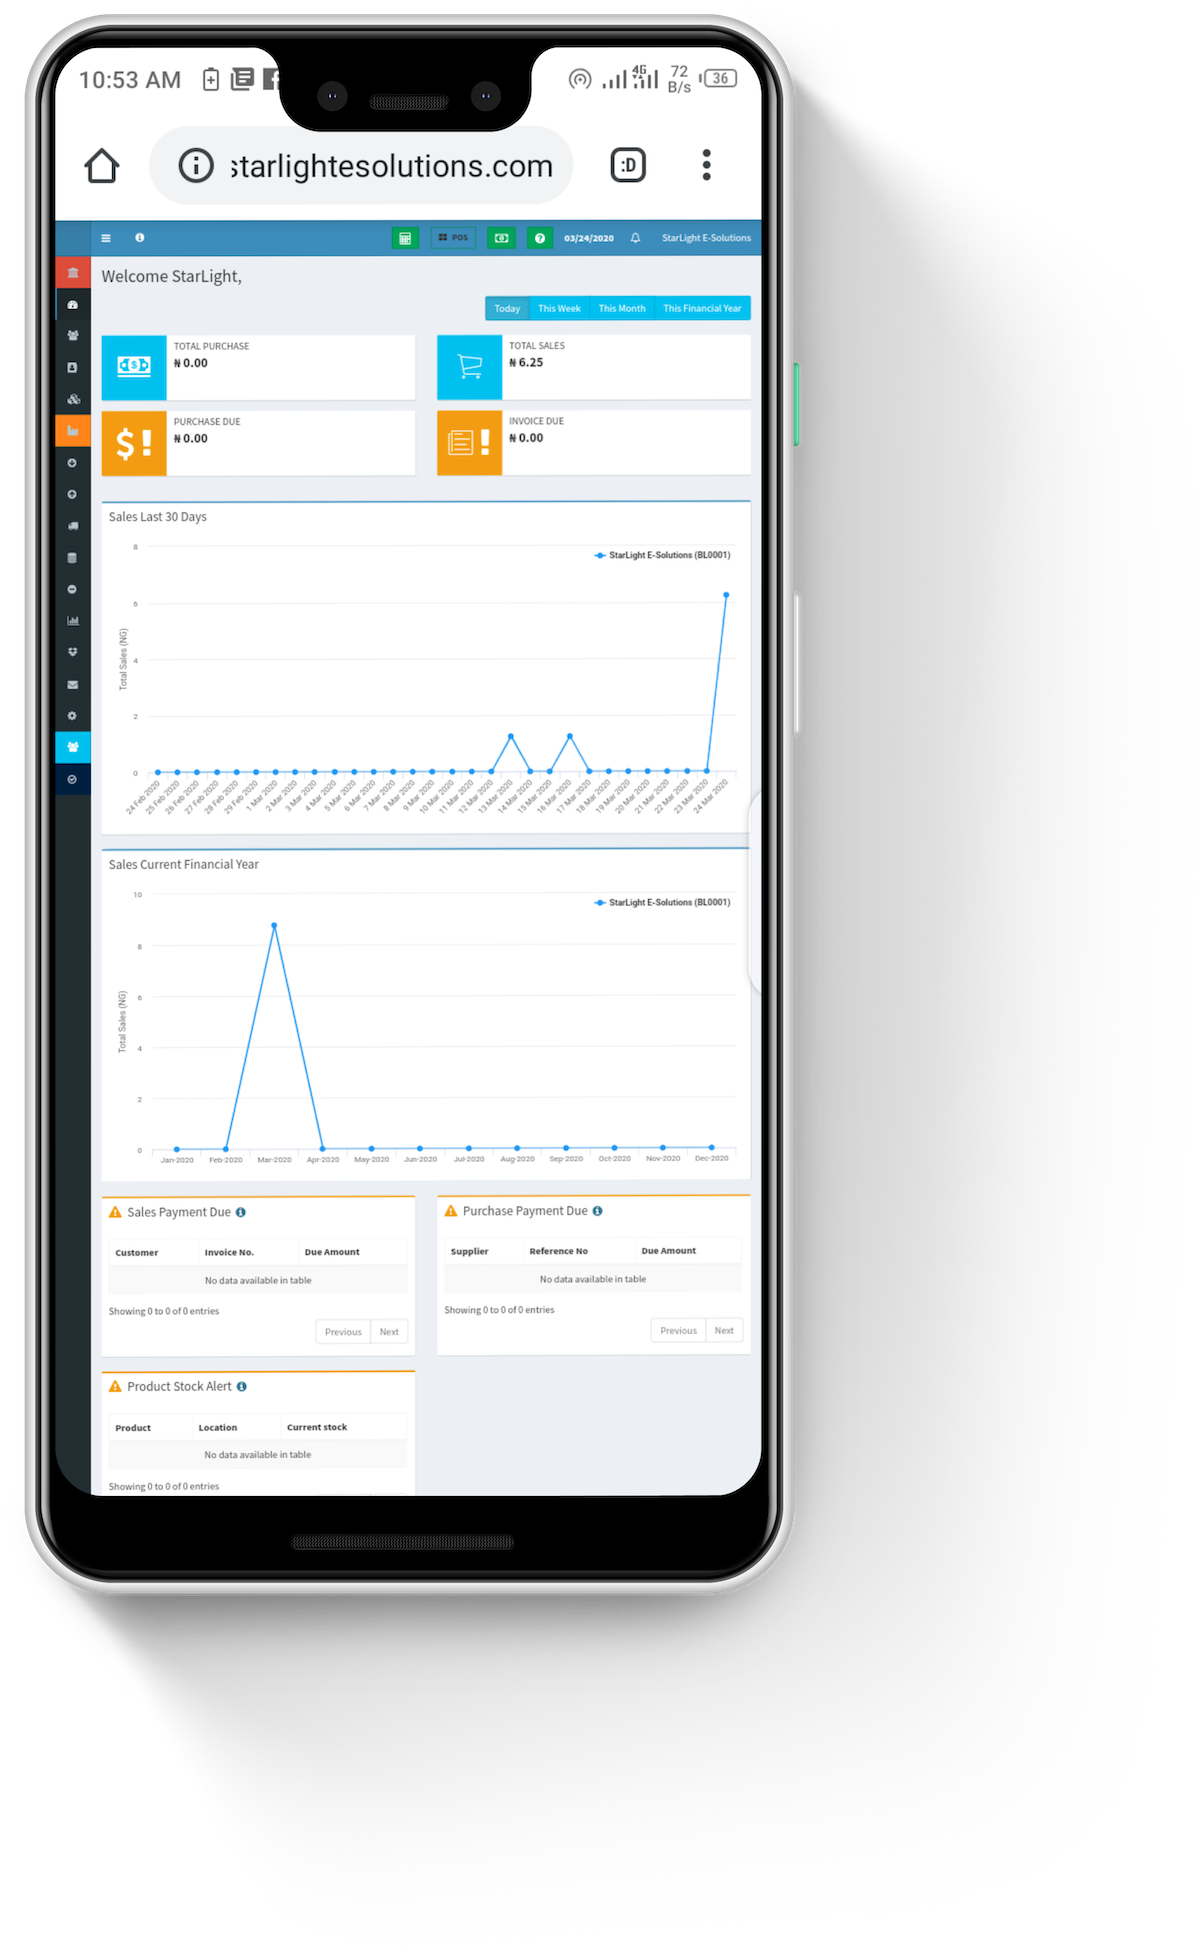 10:53 AM
4G
72
B/s
36
starlightesolutions.com
:D
POS
03/24/2020
StarLight E-Solutions
Welcome StarLight,
Today This Week This Month This Financial Year
TOTAL PURCHASE
₦ 0.00
TOTAL SALES
₦ 6.25
PURCHASE DUE
₦ 0.00
INVOICE DUE
₦ 0.00
Sales Last 30 Days
StarLight E-Solutions (BL0001)
8
6
4
2
0
Total Sales (NG)
24 Feb 2020
25 Feb 2020
26 Feb 2020
27 Feb 2020
28 Feb 2020
29 Feb 2020
1 Mar 2020
2 Mar 2020
3 Mar 2020
4 Mar 2020
5 Mar 2020
6 Mar 2020
7 Mar 2020
8 Mar 2020
9 Mar 2020
10 Mar 2020
11 Mar 2020
12 Mar 2020
13 Mar 2020
14 Mar 2020
15 Mar 2020
16 Mar 2020
17 Mar 2020
18 Mar 2020
19 Mar 2020
20 Mar 2020
21 Mar 2020
22 Mar 2020
23 Mar 2020
24 Mar 2020
Sales Current Financial Year
StarLight E-Solutions (BL0001)
10
8
6
4
2
0
Total Sales (NG)
Jan-2020 Feb-2020 Mar-2020 Apr-2020 May-2020 Jun-2020 Jul-2020 Aug-2020 Sep-2020 Oct-2020 Nov-2020 Dec-2020
Sales Payment Due
Customer Invoice No. Due Amount
No data available in table
Showing 0 to 0 of 0 entries
Previous Next
Purchase Payment Due
Supplier Reference No Due Amount
No data available in table
Showing 0 to 0 of 0 entries
Previous Next
Product Stock Alert
Product Location Current stock
No data available in table
Showing 0 to 0 of 0 entries